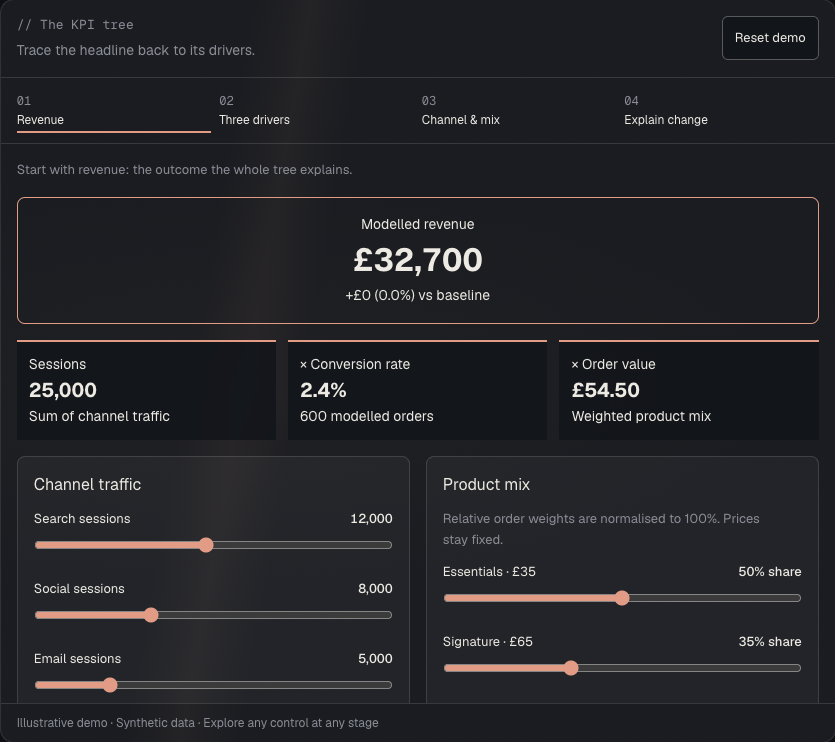 // The KPI tree
Trace the headline back to its drivers.
Reset demo
01
Revenue
02
Three drivers
03
Channel & mix
04
Explain change
Start with revenue: the outcome the whole tree explains.
Modelled revenue
£32,700
+£0 (0.0%) vs baseline
Sessions
25,000
Sum of channel traffic
× Conversion rate
2.4%
600 modelled orders
× Order value
£54.50
Weighted product mix
Channel traffic
Search sessions 12,000
Social sessions 8,000
Email sessions 5,000
Product mix
Relative order weights are normalised to 100%. Prices
stay fixed.
Essentials · £35 50% share
Signature · £65 35% share
Illustrative demo · Synthetic data · Explore any control at any stage